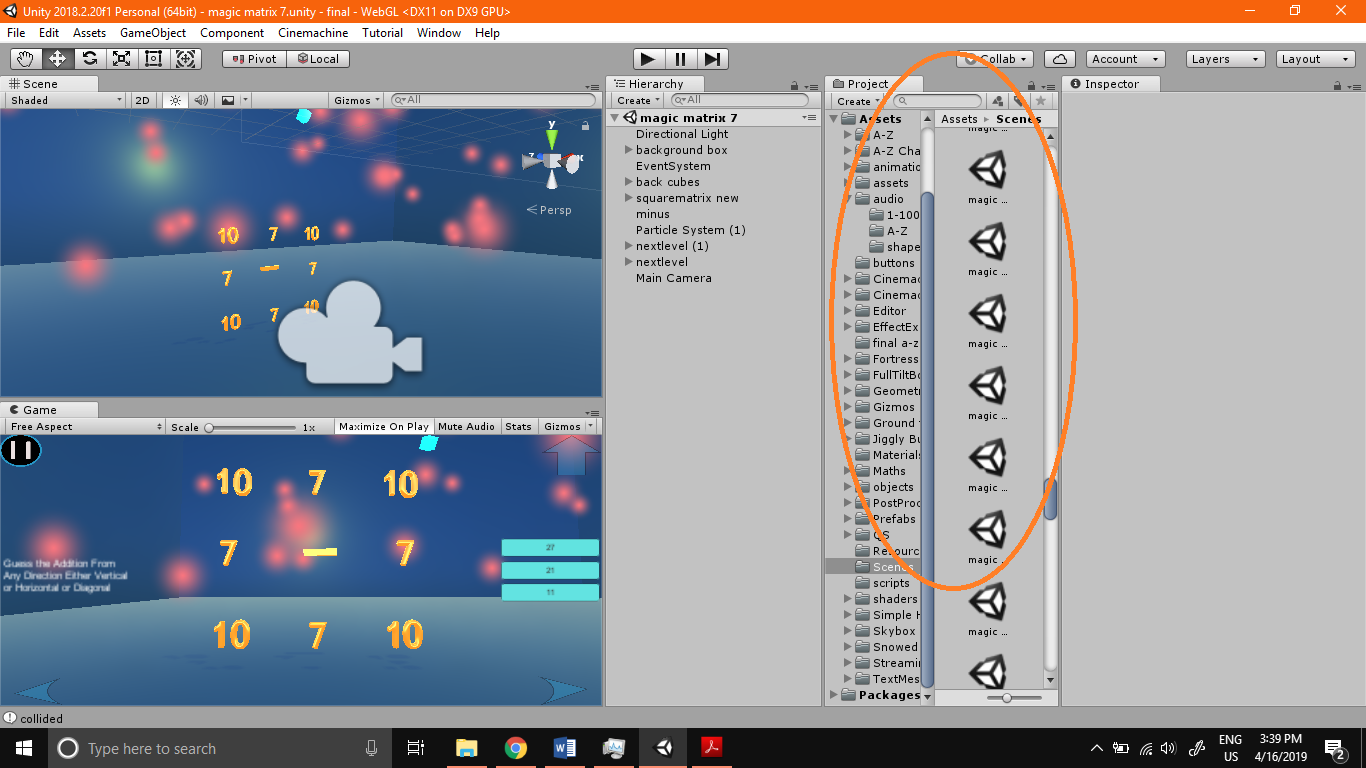 Unity 2018.2.20f1 Personal (64bit) - magic matrix 7.unity - final - WebGL <DX11 on DX9 GPU>
File Edit Assets GameObject Component Cinemachine Tutorial Window Help
Pivot Local Collab Account Layers Layout
Scene
Shaded 2D Gizmos All
y
x
Persp
10 7 10
7 7
10 7 10
Game
Free Aspect Scale 1x Maximize On Play Mute Audio Stats Gizmos
10 7 10
7 7
Guess the Addition From
Any Direction Either Vertical
or Horizontal or Diagonal
27
21
11
10 7 10
Hierarchy
Create All
magic matrix 7
Directional Light
background box
EventSystem
back cubes
squarematrix new
minus
Particle System (1)
nextlevel (1)
nextlevel
Main Camera
Project
Create
Assets
A-Z
A-Z Cha
animatic
assets
audio
1-100
A-Z
shape
buttons
Cinemac
Cinemac
Editor
EffectEx
final a-z
Fortress
FullTiltBo
Geometr
Gizmos
Ground
Jiggly Bu
Materials
Maths
objects
PostProc
Prefabs
QS
Resourc
Scenes
scripts
shaders
Simple H
Skybox
Snowed
Streami
TextMes
Packages
Assets Scenes
magic ...
magic ...
magic ...
magic ...
magic ...
magic ...
magic ...
magic ...
Inspector
collided
Type here to search
ENG
US
3:39 PM
4/16/2019
2